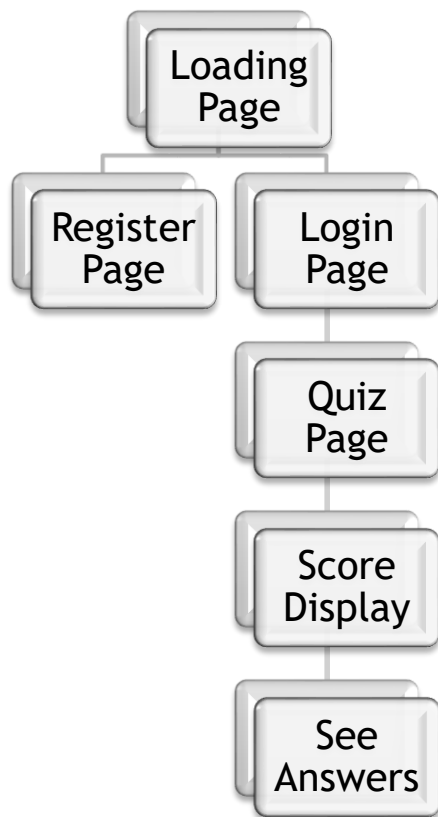 Loading
Page
Register
Page
Login
Page
Quiz
Page
Score
Display
See
Answers